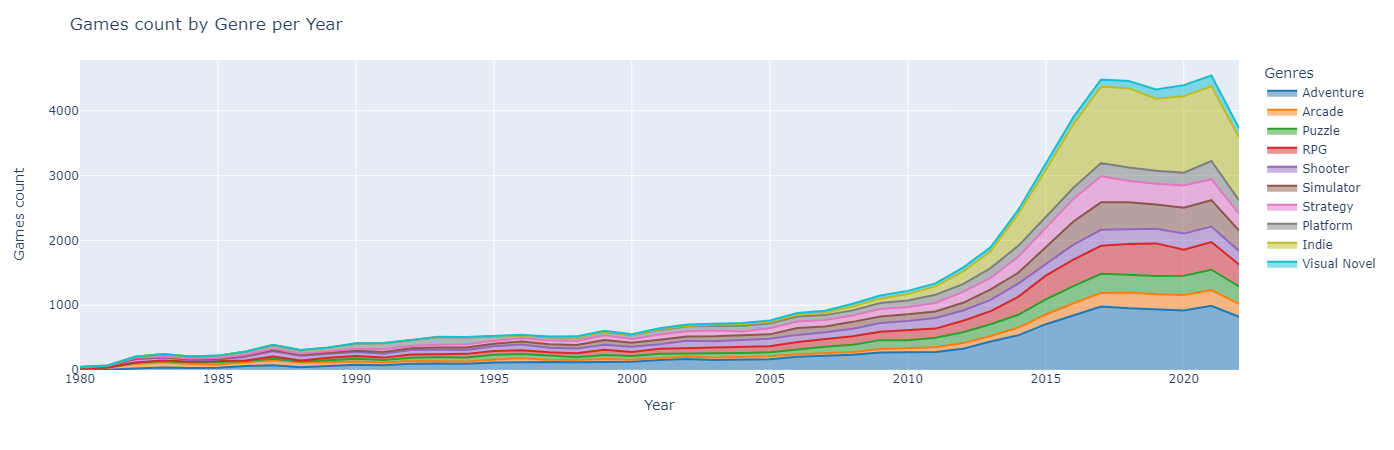 Games count by Genre per Year
Games count
4000
3000
2000
1000
0
1980
1985
1990
1995
2000
2005
2010
2015
2020
Year
Genres
Adventure
Arcade
Puzzle
RPG
Shooter
Simulator
Strategy
Platform
Indie
Visual Novel